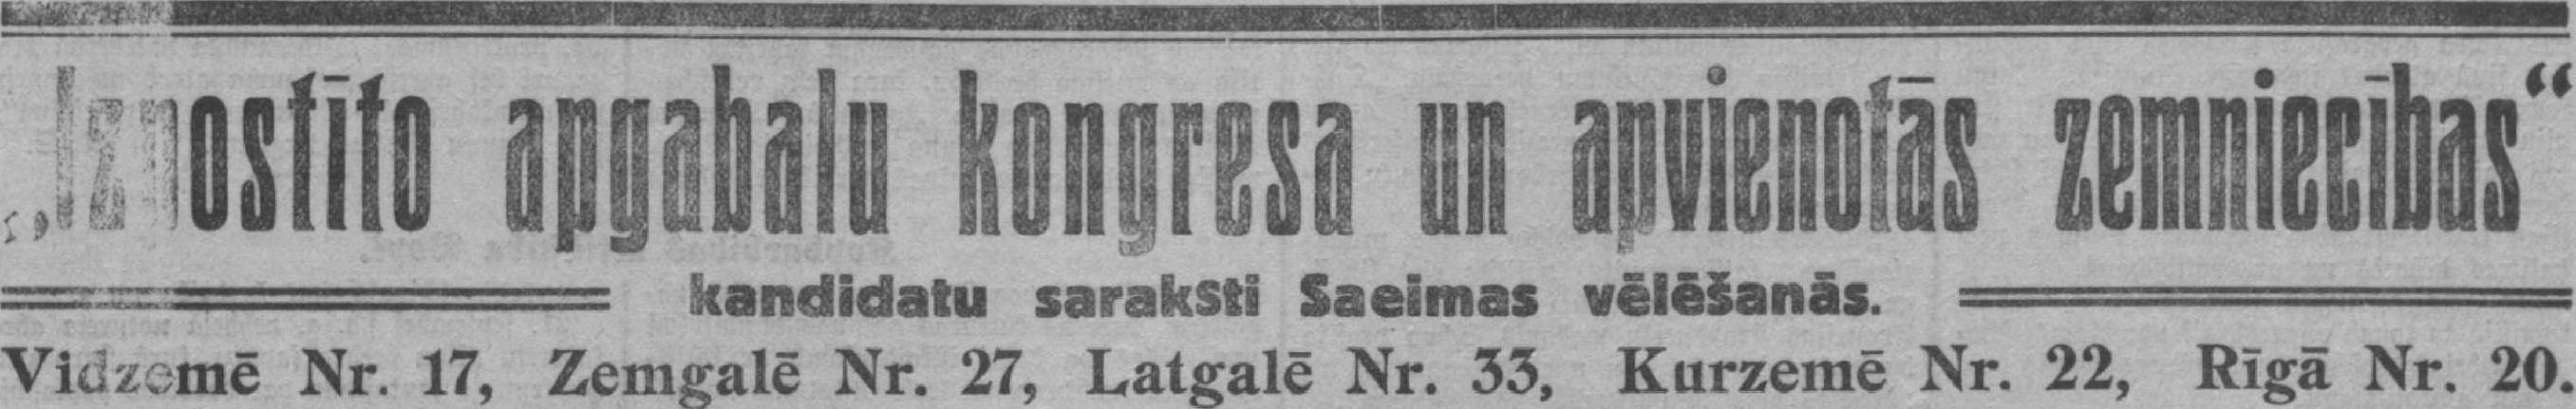 „Izpostīto apgabalu kongresa un apvienotās zemniecības“
kandidatu saraksti Saeimas vēlēšanās.
Vidzemē Nr. 17, Zemgalē Nr. 27, Latgalē Nr. 33, Kurzemē Nr. 22, Rīgā Nr. 20.